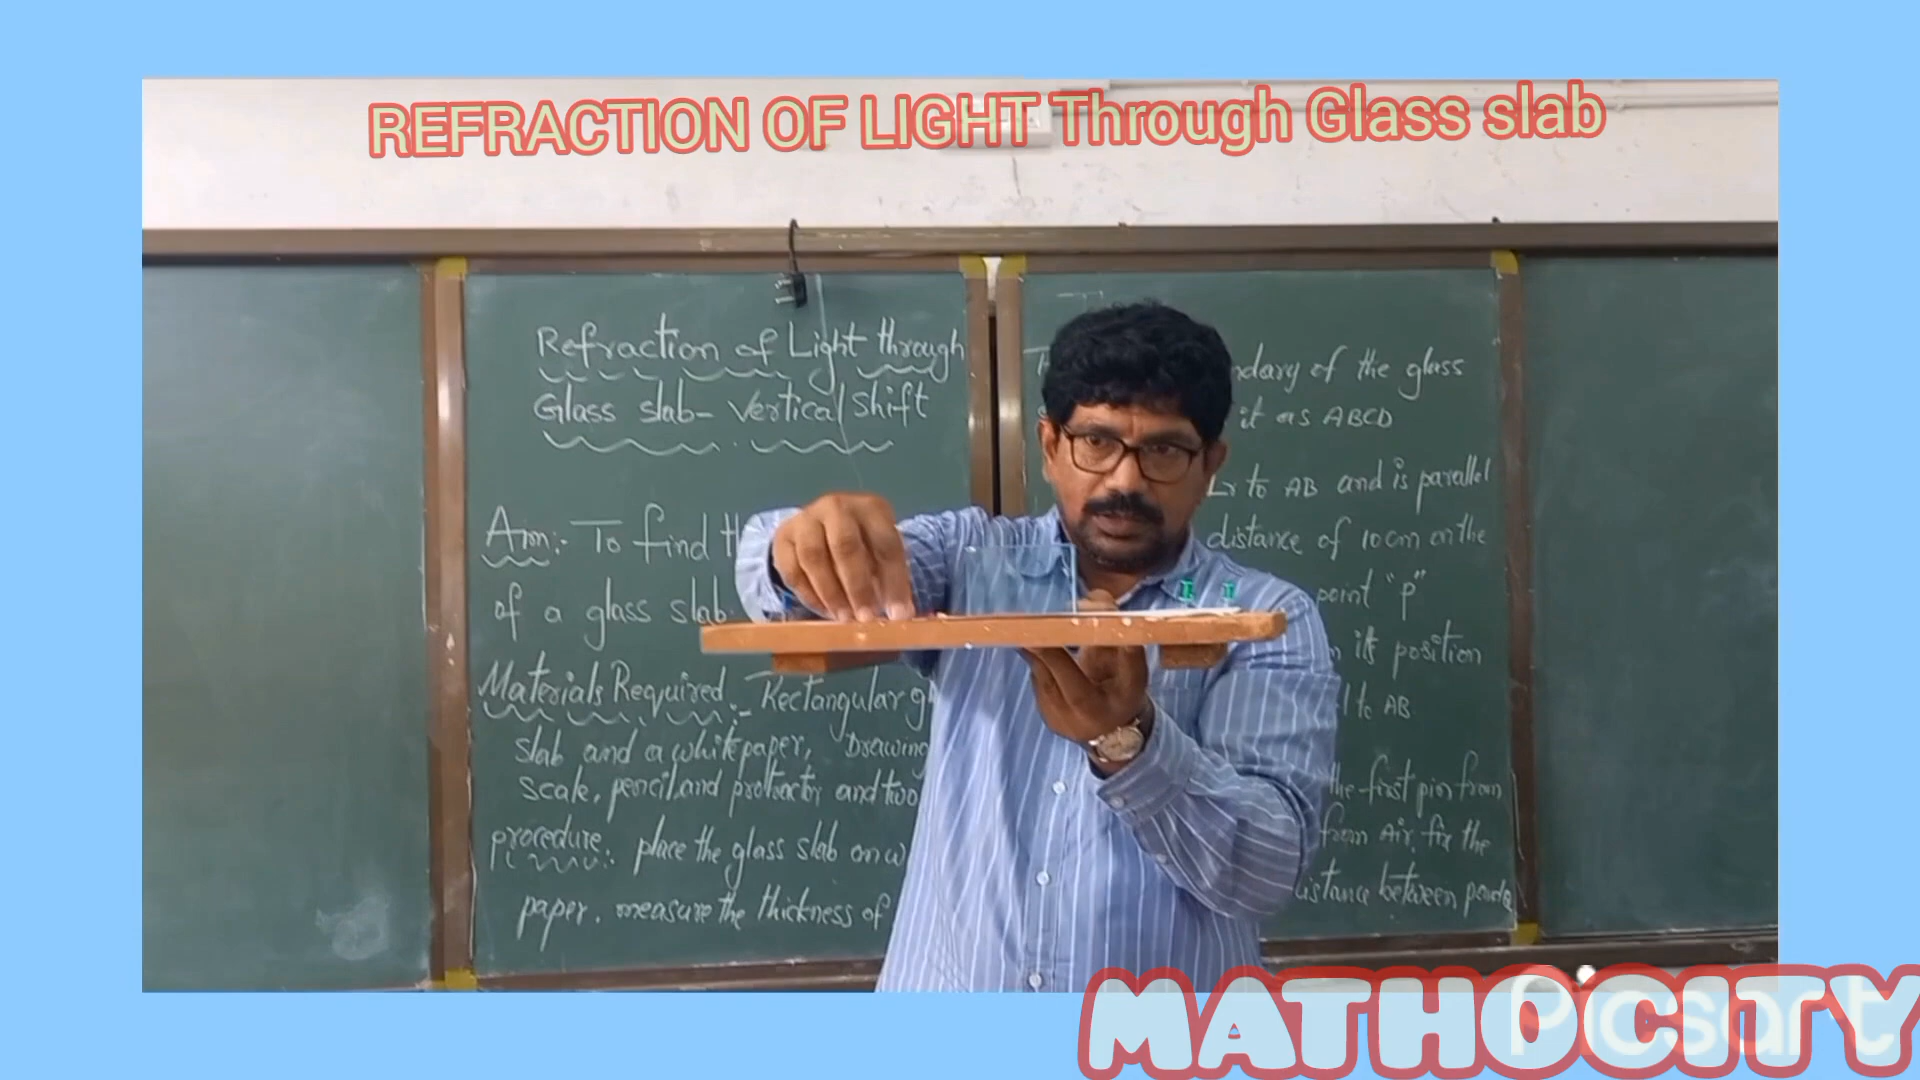 REFRACTION OF LIGHT Through Glass slab
Refraction of Light through
Glass slab- Vertical Shift
Aim:- To find
of a glass slab.
Materials Required:- Rectangular
slab and a white paper, Drawing
scale, pencil, and protractor and two
procedure:. place the glass slab on
paper. measure the thickness of
of the glass
it as ABCD
to AB and is parallel
distance of 10cm on the
point "p"
its position
to AB
the first pin from
from Air, fix the
distance between
MATHOCITY
Picsart